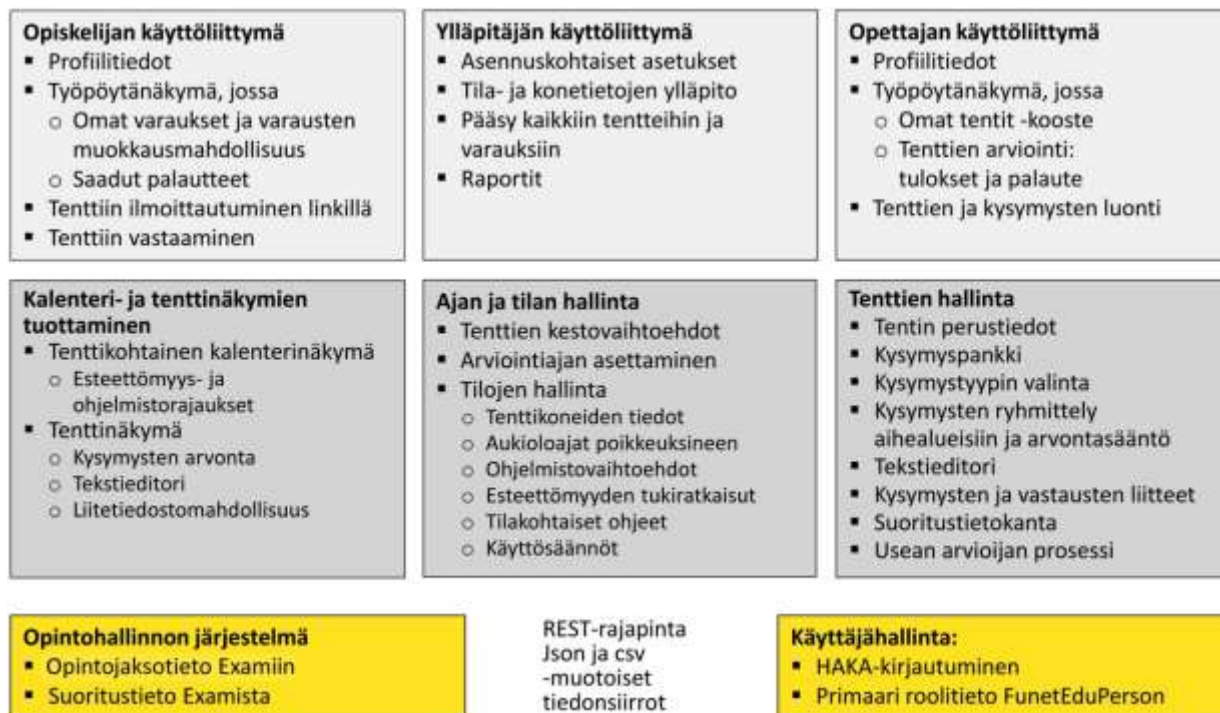 Opiskelijan käyttöliittymä
▪ Profiilitiedot
▪ Työpöytänäkymä, jossa
o Omat varaukset ja varausten
muokkausmahdollisuus
o Saadut palautteet
▪ Tenttiin ilmoittautuminen linkillä
▪ Tenttiin vastaaminen
Ylläpitäjän käyttöliittymä
▪ Asennuskohtaiset asetukset
▪ Tila- ja konetietojen ylläpito
▪ Pääsy kaikkiin tentteihin ja
varauksiin
▪ Raportit
Opettajan käyttöliittymä
▪ Profiilitiedot
▪ Työpöytänäkymä, jossa
o Omat tentit -kooste
o Tenttien arviointi:
tulokset ja palaute
▪ Tenttien ja kysymysten luonti
Kalenteri- ja tenttinäkymien
tuottaminen
▪ Tenttikohtainen kalenterinäkymä
o Esteettömyys- ja
ohjelmistorajaukset
▪ Tenttinäkymä
o Kysymysten arvonta
o Tekstieditori
o Liitetiedostomahdollisuus
Ajan ja tilan hallinta
▪ Tenttien kestovaihtoehdot
▪ Arviointiajan asettaminen
▪ Tilojen hallinta
o Tenttikoneiden tiedot
o Aukioloajat poikkeuksineen
o Ohjelmistovaihtoehdot
o Esteettömyyden tukiratkaisut
o Tilakohtaiset ohjeet
o Käyttösäännöt
Tenttien hallinta
▪ Tentin perustiedot
▪ Kysymyspankki
▪ Kysymystyypin valinta
▪ Kysymysten ryhmittely
aihealueisiin ja arvontasääntö
▪ Tekstieditori
▪ Kysymysten ja vastausten liitteet
▪ Suoritustietokanta
▪ Usean arvioijan prosessi
Opintohallinnon järjestelmä
▪ Opintojaksotieto Examiin
▪ Suoritustieto Examista
REST-rajapinta
Json ja csv
-muotoiset
tiedonsiirrot
Käyttäjähallinta:
▪ HAKA-kirjautuminen
▪ Primaari roolitieto FunetEduPerson